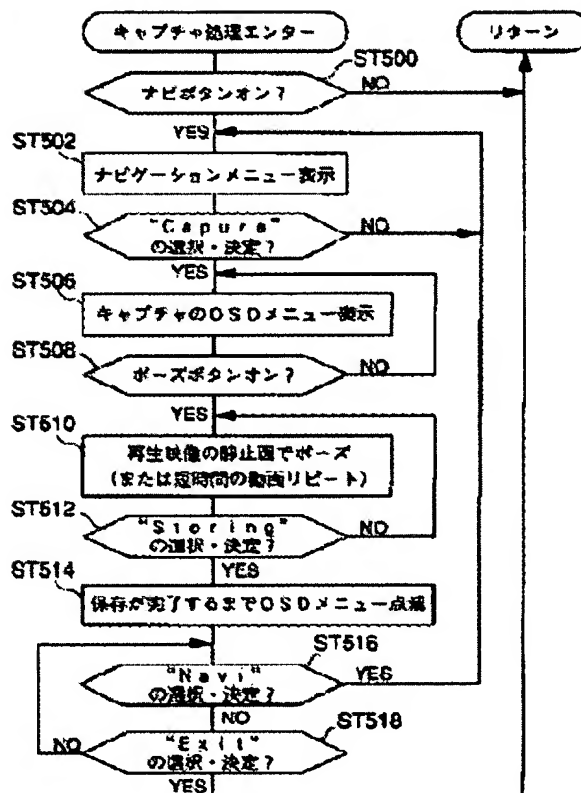 キャプチャ処理エンター
リターン
ST500
ナビボタンオン？
NO
YES
ST502
ナビゲーションメニュー表示
ST504
"Capura"
の選択・決定？
NO
YES
ST506
キャプチャのOSDメニュー表示
ST508
ポーズボタンオン？
NO
YES
ST510
再生映像の静止画でポーズ
（または短時間の動画リピート）
ST512
"Storing"
の選択・決定？
NO
YES
ST514
保存が完了するまでOSDメニュー点滅
ST516
"Navi"
の選択・決定？
YES
NO
ST518
"Exit"
の選択・決定？
NO
YES